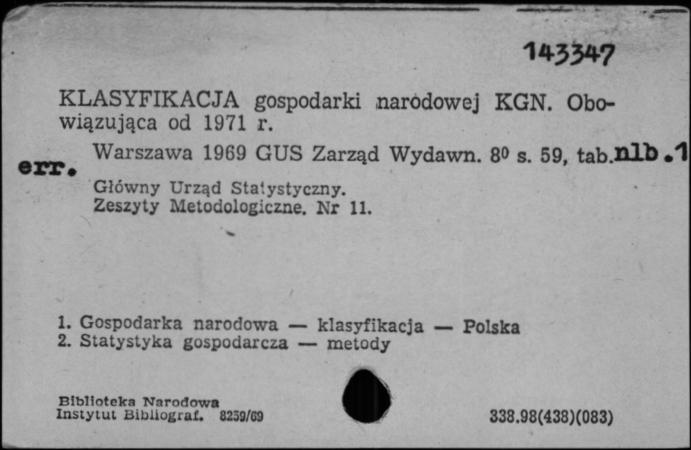 143347
KLASYFIKACJA gospodarki narodowej KGN. Obo-
wiązująca od 1971 r.
Warszawa 1969 GUS Zarząd Wydawn. 8⁰ s. 59, tab.nlb.1
err.
Główny Urząd Statystyczny.
Zeszyty Metodologiczne. Nr 11.
1. Gospodarka narodowa — klasyfikacja — Polska
2. Statystyka gospodarcza — metody
Biblioteka Narodowa
Instytut Bibliograf. 8259/69
338.98(438)(083)